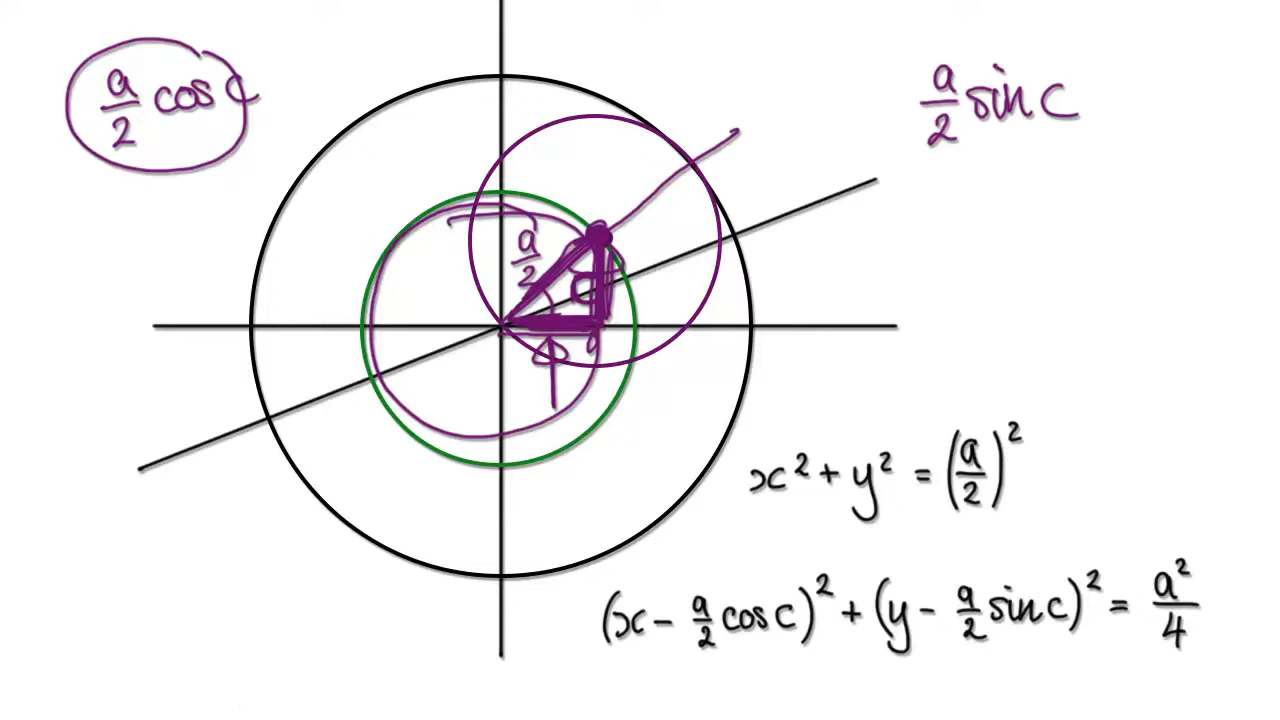 a/2 cos c
a/2 sin c
a/2
x² + y² = (a/2)²
(x - a/2 cos c)² + (y - a/2 sin c)² = a²/4